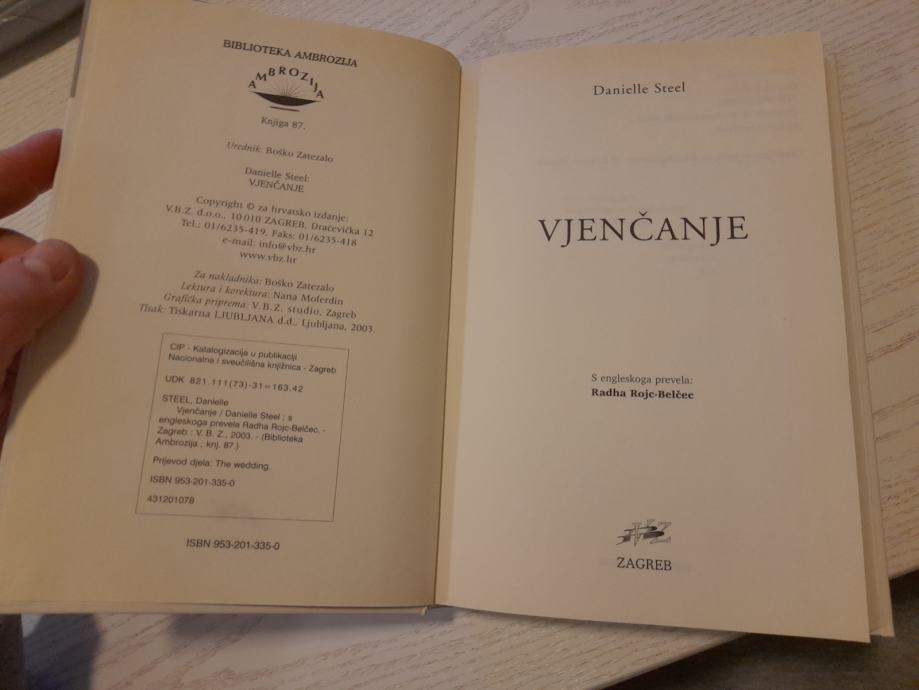 BIBLIOTEKA AMBROZIJA
AMBROZIJA
Knjiga 87.
Urednik: Boško Zatezalo
Danielle Steel:
VJENČANJE
Copyright © za hrvatsko izdanje:
V.B.Z. d.o.o., 10010 ZAGREB, Dračevička 12
Tel.: 01/6235-419. Faks: 01/6235-418
e-mail: info@vbz.hr
www.vbz.hr
Za nakladnika: Boško Zatezalo
Lektura i korektura: Nana Moferdin
Grafička priprema: V.B.Z. studio, Zagreb
Tisak: Tiskarna LJUBLJANA d.d., Ljubljana, 2003.
CIP - Katalogizacija u publikaciji
Nacionalna i sveučilišna knjižnica - Zagreb
UDK 821.111(73)-31=163.42
STEEL, Danielle
Vjenčanje / Danielle Steel ; s
engleskoga prevela Radha Rojc-Belčec. -
Zagreb : V. B. Z., 2003. - (Biblioteka
Ambrozija ; knj. 87.)
Prijevod djela: The wedding.
ISBN 953-201-335-0
431201078
ISBN 953-201-335-0
Danielle Steel
VJENČANJE
S engleskoga prevela:
Radha Rojc-Belčec
VBZ
ZAGREB